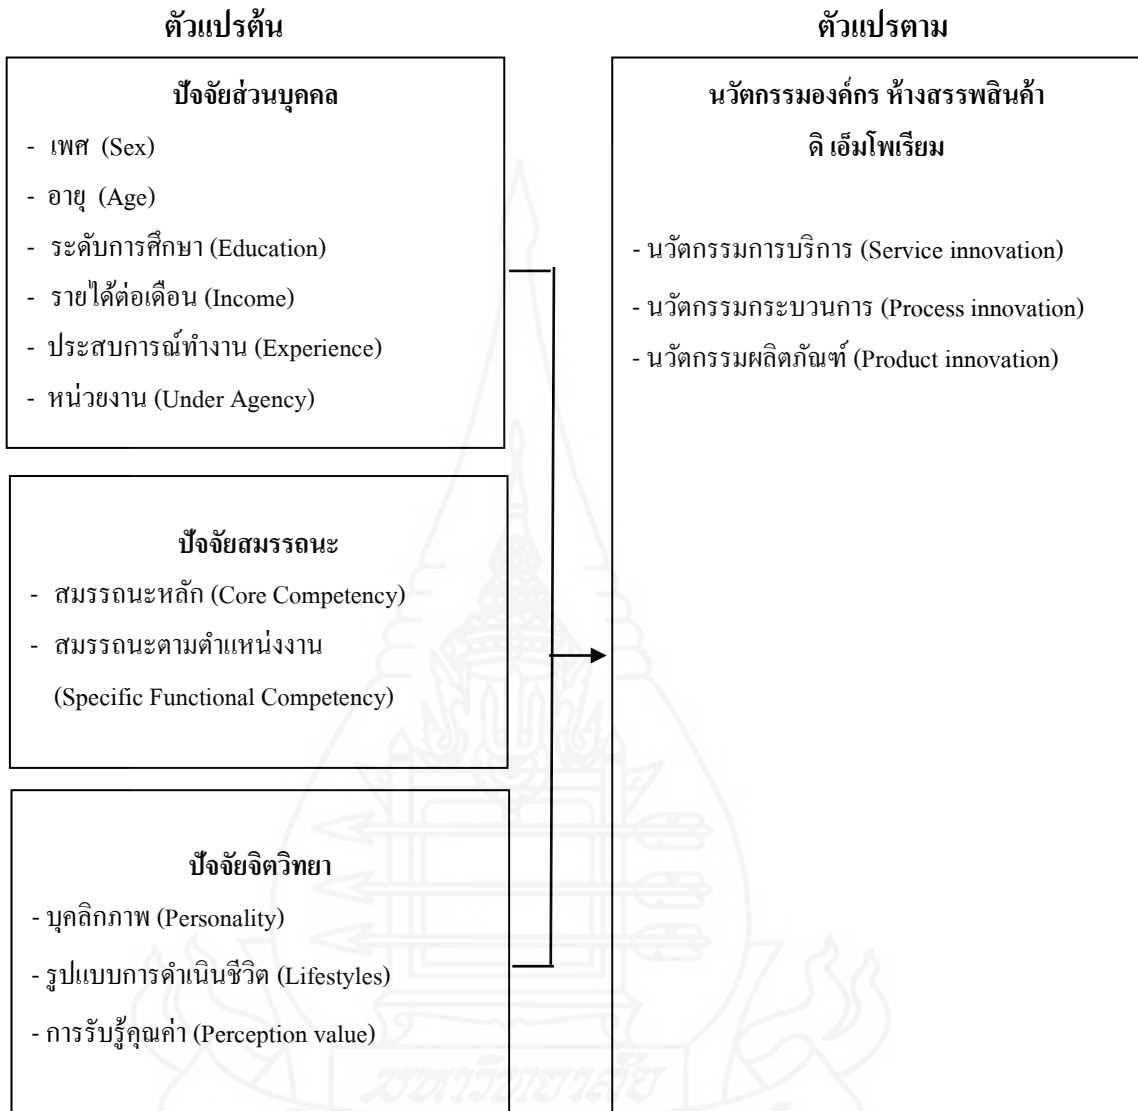 ตัวแปรต้น
ปัจจัยส่วนบุคคล
- เพศ (Sex)
- อายุ (Age)
- ระดับการศึกษา (Education)
- รายได้ต่อเดือน (Income)
- ประสบการณ์ทำงาน (Experience)
- หน่วยงาน (Under Agency)
ปัจจัยสมรรถนะ
- สมรรถนะหลัก (Core Competency)
- สมรรถนะตามตำแหน่งงาน
(Specific Functional Competency)
ปัจจัยจิตวิทยา
- บุคลิกภาพ (Personality)
- รูปแบบการดำเนินชีวิต (Lifestyles)
- การรับรู้คุณค่า (Perception value)
ตัวแปรตาม
นวัตกรรมองค์กร ห้างสรรพสินค้า
ดิ เอ็มโพเรียม
- นวัตกรรมการบริการ (Service innovation)
- นวัตกรรมกระบวนการ (Process innovation)
- นวัตกรรมผลิตภัณฑ์ (Product innovation)
มหาวิทยาลัย